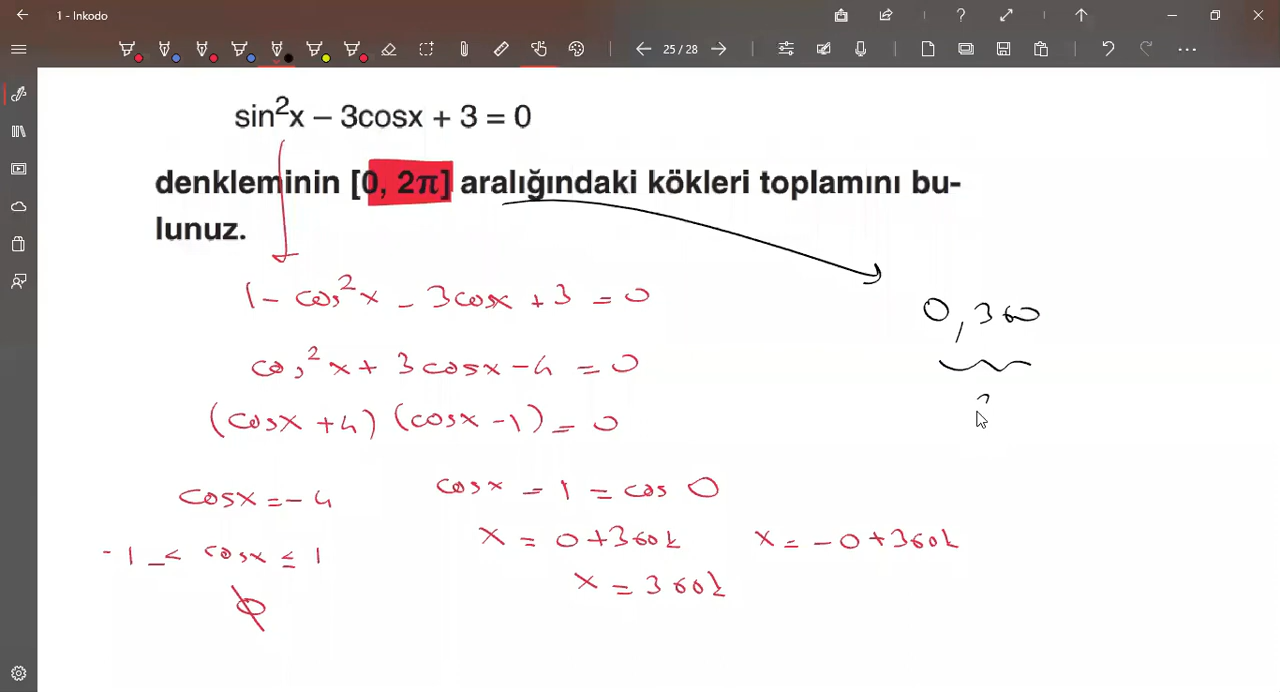 1 - Inkodo
25 / 28
sin²x – 3cosx + 3 = 0
denkleminin [0, 2π] aralığındaki kökleri toplamını bu-
lunuz.
1 - cos²x - 3cosx + 3 = 0
0, 360
cos²x + 3cosx - 4 = 0
?
(cosx + 4) (cosx - 1) = 0
cosx = -4
cosx = 1 = cos 0
-1 ≤ cosx ≤ 1
x = 0 + 360k
x = -0 + 360k
x = 360k
∅